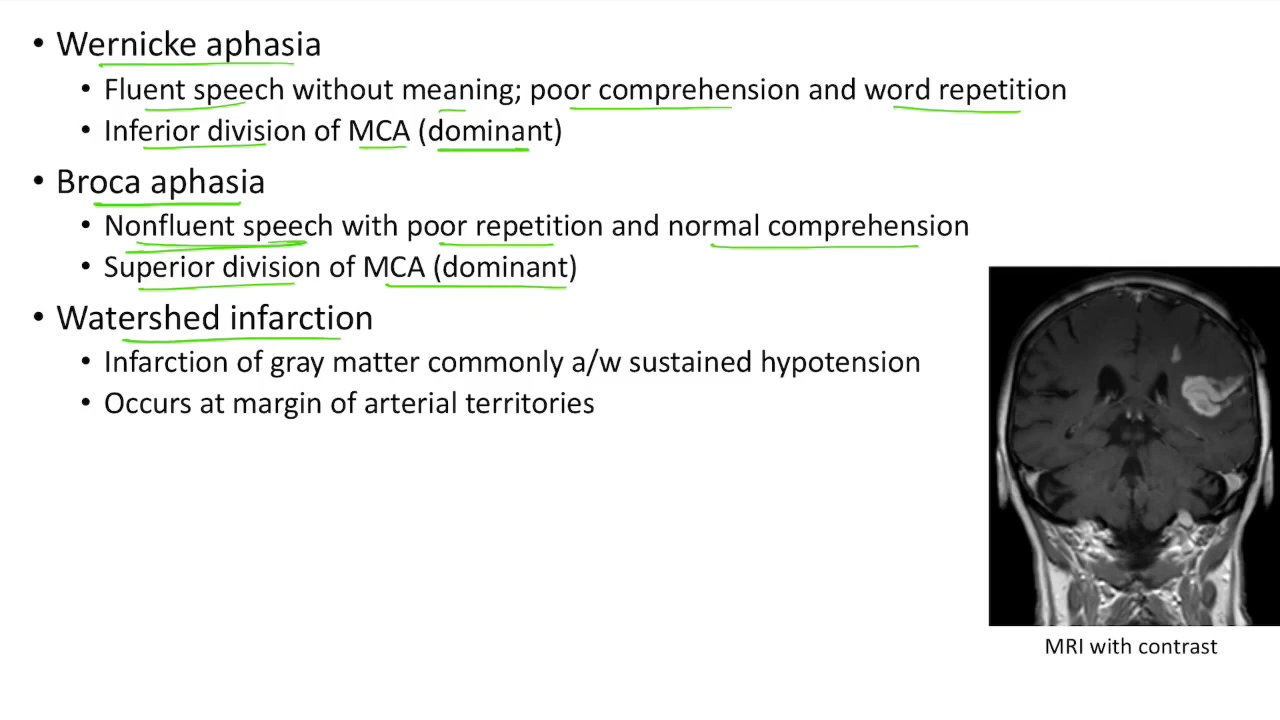 • Wernicke aphasia
• Fluent speech without meaning; poor comprehension and word repetition
• Inferior division of MCA (dominant)
• Broca aphasia
• Nonfluent speech with poor repetition and normal comprehension
• Superior division of MCA (dominant)
• Watershed infarction
• Infarction of gray matter commonly a/w sustained hypotension
• Occurs at margin of arterial territories
MRI with contrast